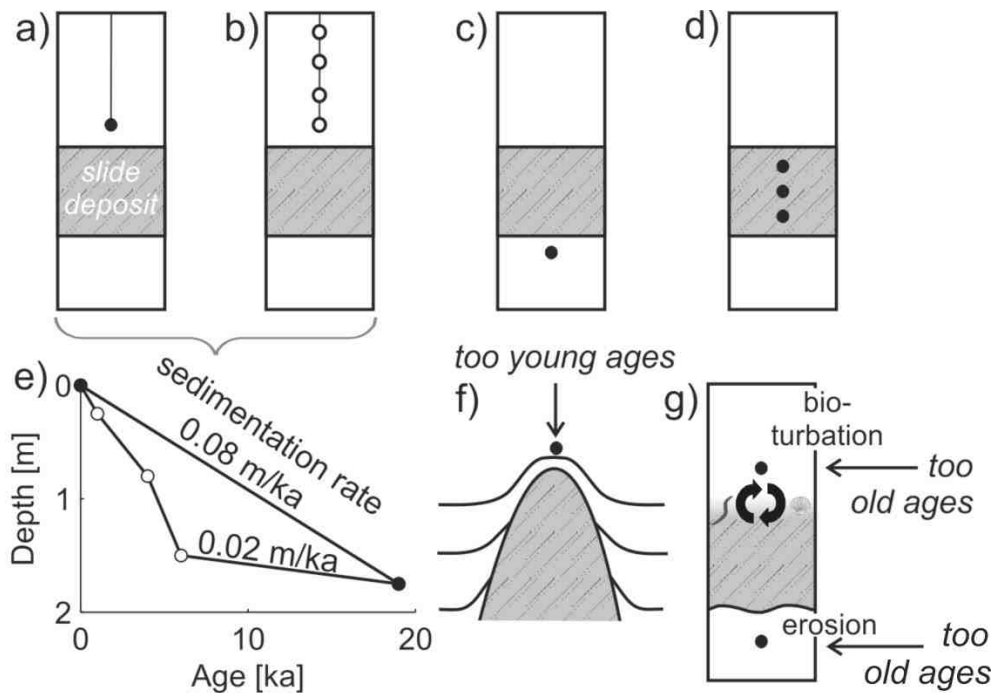 a)
b)
c)
d)
slide
deposit
e)
0
1
2
Depth [m]
0
10
20
Age [ka]
sedimentation rate
0.08 m/ka
0.02 m/ka
too young ages
f)
g)
bio-
turbation
too
old ages
erosion
too
old ages